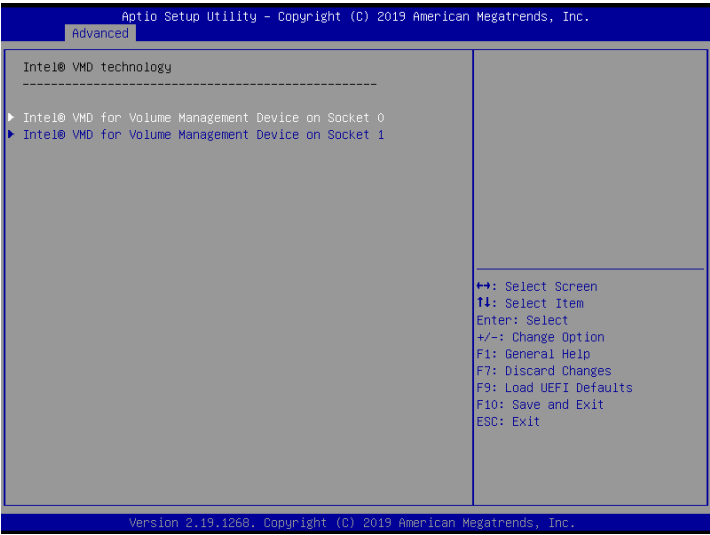 Aptio Setup Utility – Copyright (C) 2019 American Megatrends, Inc.
Advanced
Intel® VMD technology
--------------------------------------------------
Intel® VMD for Volume Management Device on Socket 0
Intel® VMD for Volume Management Device on Socket 1
↔: Select Screen
↑↓: Select Item
Enter: Select
+/-: Change Option
F1: General Help
F7: Discard Changes
F9: Load UEFI Defaults
F10: Save and Exit
ESC: Exit
Version 2.19.1268. Copyright (C) 2019 American Megatrends, Inc.